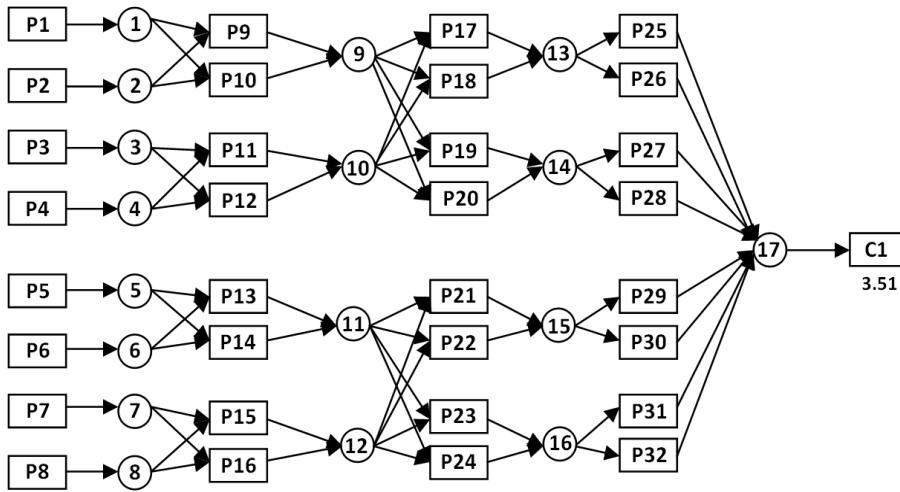 P1 1 P9 9 P17 13 P25
P2 2 P10 P18 P26
P3 3 P11 10 P19 14 P27
P4 4 P12 P20 P28
17 C1
3.51
P5 5 P13 11 P21 15 P29
P6 6 P14 P22 P30
P7 7 P15 12 P23 16 P31
P8 8 P16 P24 P32